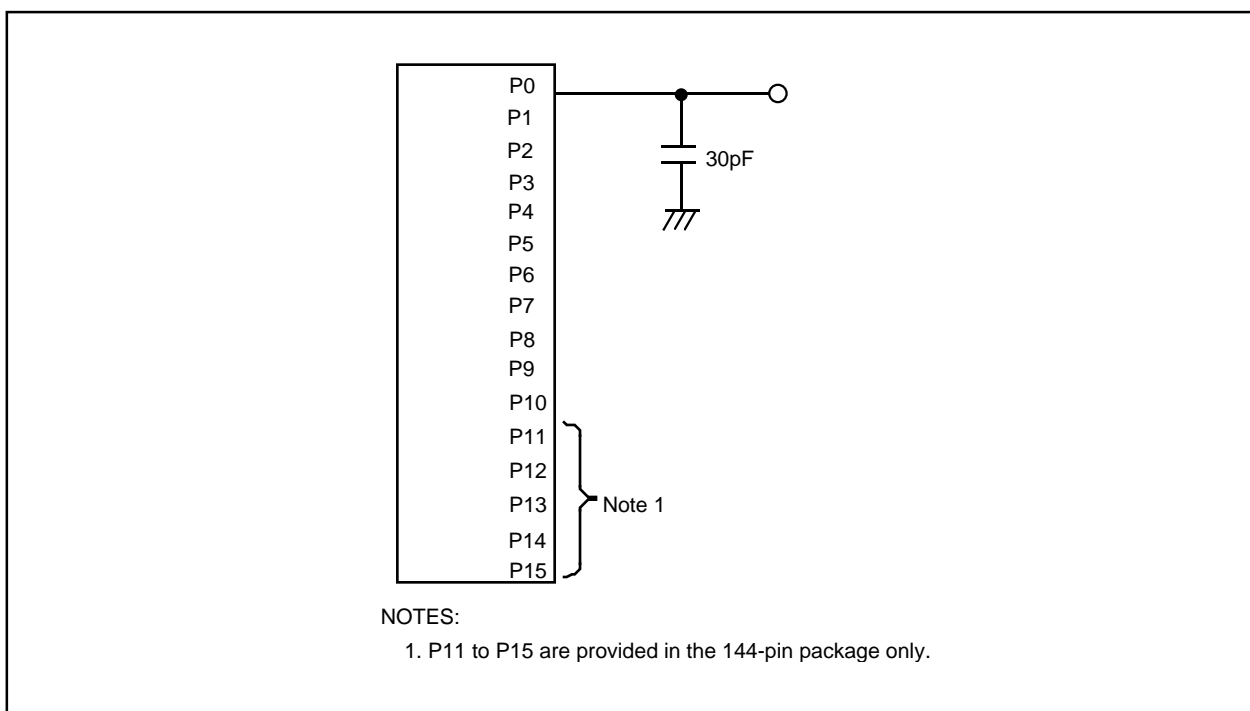 P0
P1
P2
30pF
P3
P4
P5
P6
P7
P8
P9
P10
P11
P12
P13
Note 1
P14
P15
NOTES:
1. P11 to P15 are provided in the 144-pin package only.